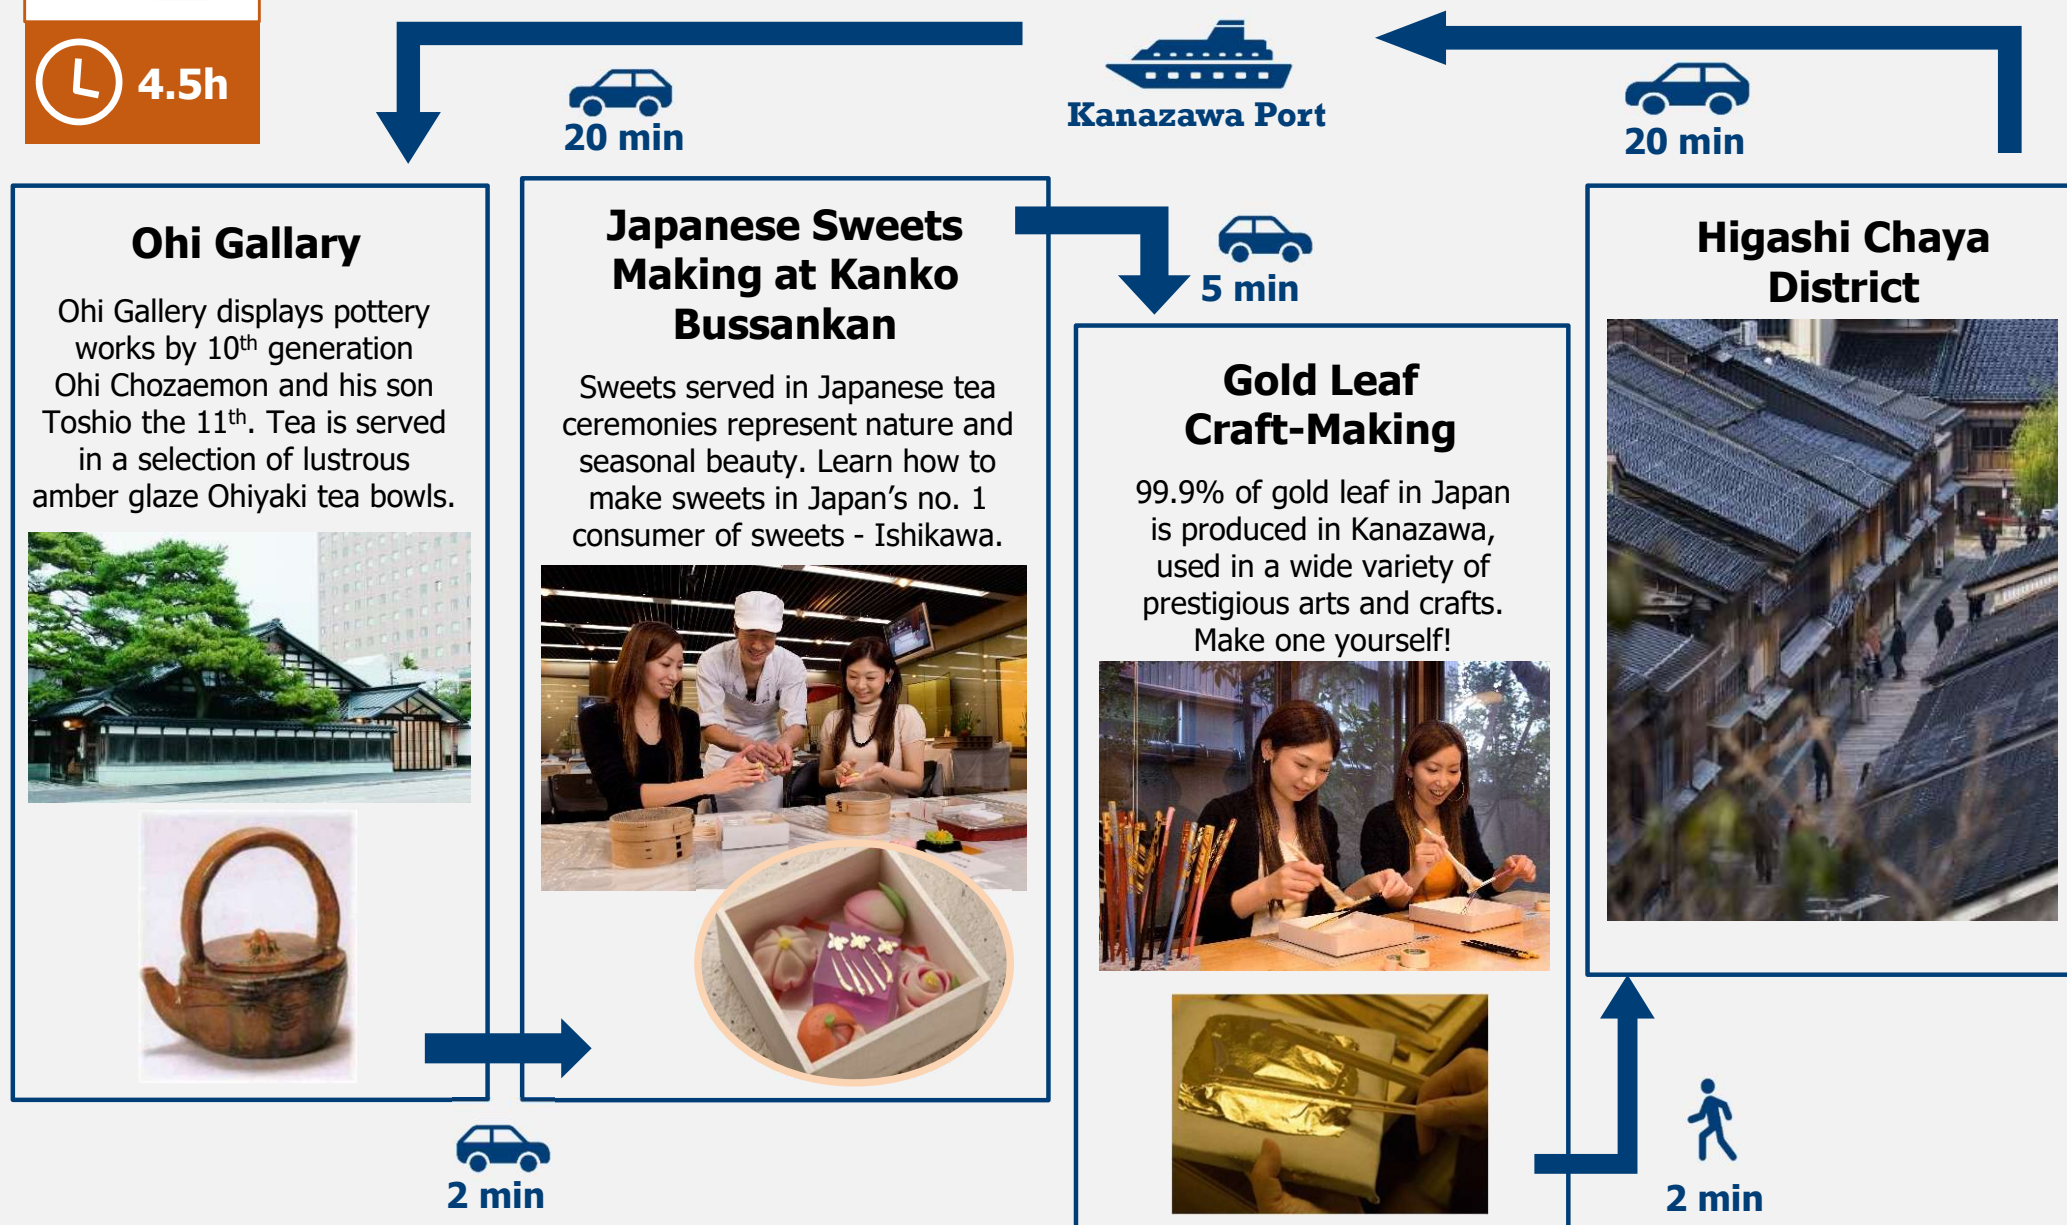 4.5h
20 min
Kanazawa Port
20 min
Ohi Gallary
Ohi Gallery displays pottery
works by 10th generation
Ohi Chozaemon and his son
Toshio the 11th. Tea is served
in a selection of lustrous
amber glaze Ohiyaki tea bowls.
2 min
Japanese Sweets
Making at Kanko
Bussankan
Sweets served in Japanese tea
ceremonies represent nature and
seasonal beauty. Learn how to
make sweets in Japan’s no. 1
consumer of sweets - Ishikawa.
5 min
Gold Leaf
Craft-Making
99.9% of gold leaf in Japan
is produced in Kanazawa,
used in a wide variety of
prestigious arts and crafts.
Make one yourself!
2 min
Higashi Chaya
District